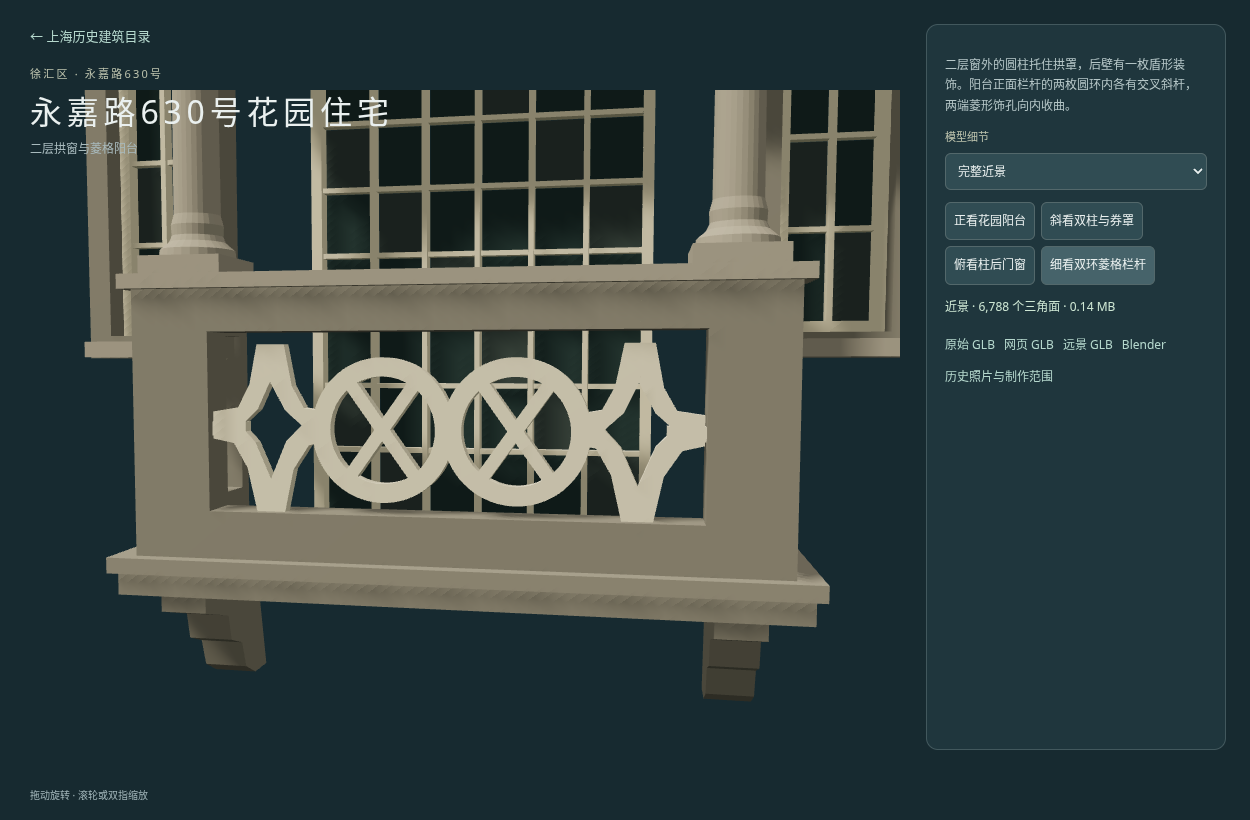 ← 上海历史建筑目录
徐汇区 · 永嘉路630号
永嘉路630号花园住宅
二层拱窗与菱格阳台
二层窗外的圆柱托住拱罩，后壁有一枚盾形装
饰。阳台正面栏杆的两枚圆环内各有交叉斜杆，
两端菱形饰孔向内收曲。
模型细节
完整近景
正看花园阳台
斜看双柱与券罩
俯看柱后门窗
细看双环菱格栏杆
近景 · 6,788 个三角面 · 0.14 MB
原始 GLB 网页 GLB 远景 GLB Blender
历史照片与制作范围
拖动旋转 · 滚轮或双指缩放